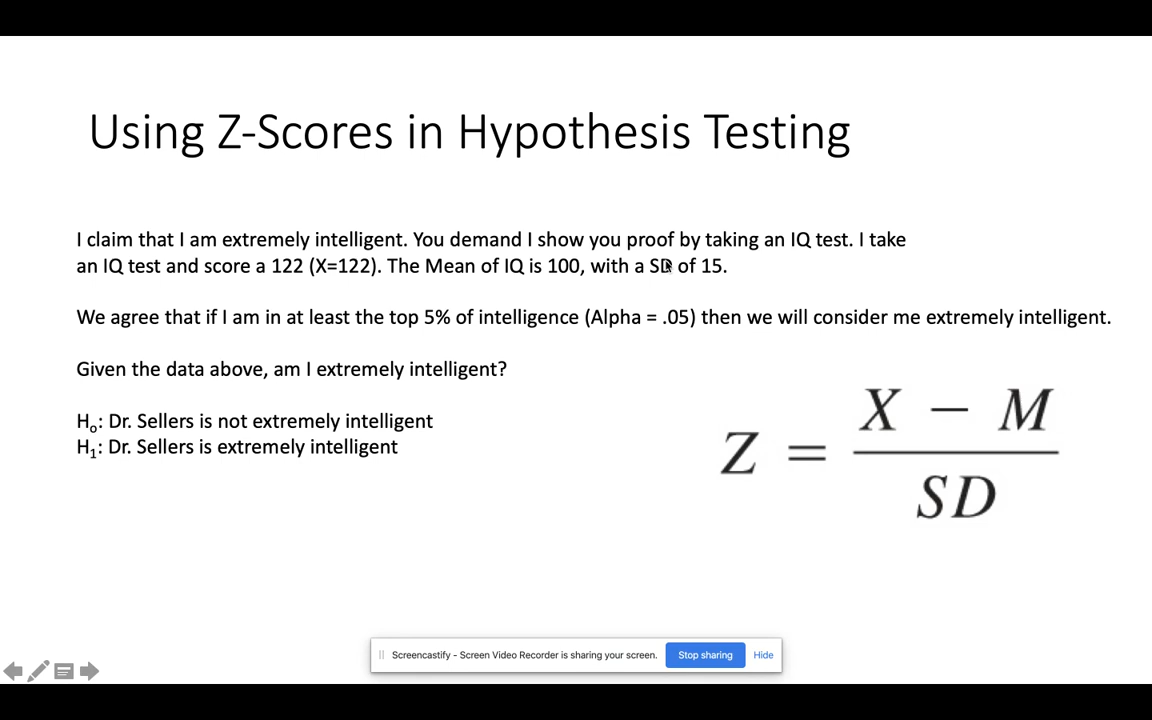 Using Z-Scores in Hypothesis Testing
I claim that I am extremely intelligent. You demand I show you proof by taking an IQ test. I take
an IQ test and score a 122 (X=122). The Mean of IQ is 100, with a SD of 15.
We agree that if I am in at least the top 5% of intelligence (Alpha = .05) then we will consider me extremely intelligent.
Given the data above, am I extremely intelligent?
Hₒ: Dr. Sellers is not extremely intelligent
H₁: Dr. Sellers is extremely intelligent
X − M
Z =
SD
Screencastify - Screen Video Recorder is sharing your screen. Stop sharing Hide